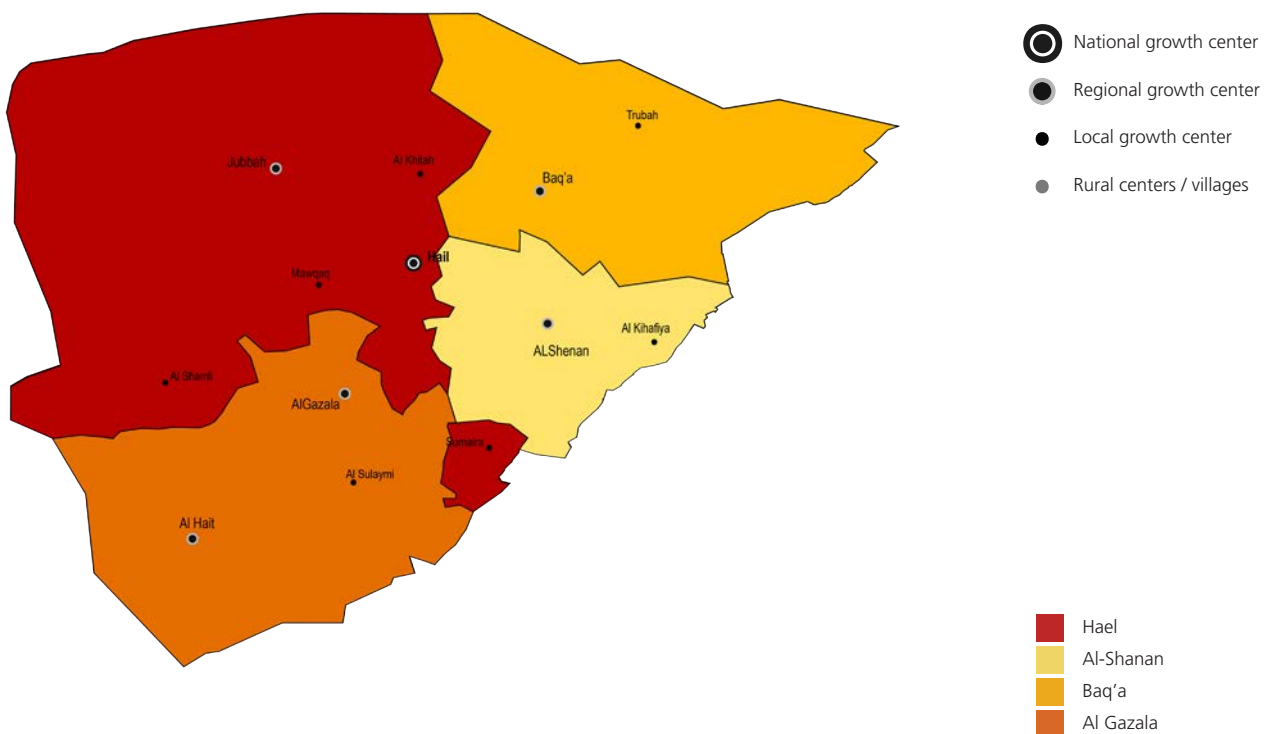 National growth center
Regional growth center
Local growth center
Rural centers / villages
Trubah
Jubbah
Al Khitah
Baq'a
Hail
Mawqaq
Al Kihafiya
ALShenan
Al Shamli
AlGazala
Sumaira
Al Sulaymi
Al Hait
Hael
Al-Shanan
Baq'a
Al Gazala